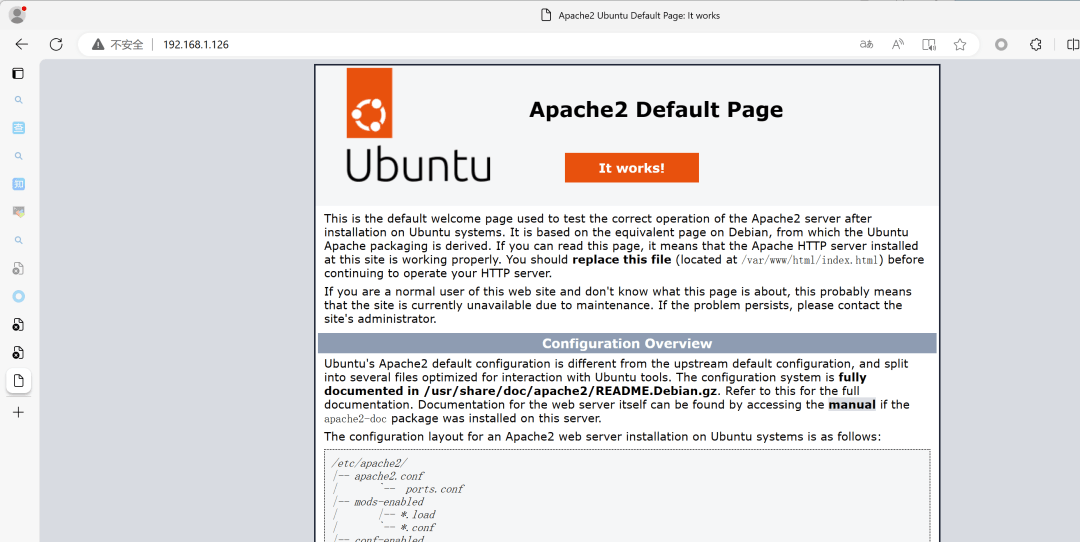 Apache2 Ubuntu Default Page: It works
不安全 192.168.1.126
Apache2 Default Page
Ubuntu
It works!
This is the default welcome page used to test the correct operation of the Apache2 server after
installation on Ubuntu systems. It is based on the equivalent page on Debian, from which the Ubuntu
Apache packaging is derived. If you can read this page, it means that the Apache HTTP server installed
at this site is working properly. You should replace this file (located at /var/www/html/index.html) before
continuing to operate your HTTP server.
If you are a normal user of this web site and don't know what this page is about, this probably means
that the site is currently unavailable due to maintenance. If the problem persists, please contact the
site's administrator.
Configuration Overview
Ubuntu's Apache2 default configuration is different from the upstream default configuration, and split
into several files optimized for interaction with Ubuntu tools. The configuration system is fully
documented in /usr/share/doc/apache2/README.Debian.gz. Refer to this for the full
documentation. Documentation for the web server itself can be found by accessing the manual if the
apache2-doc package was installed on this server.
The configuration layout for an Apache2 web server installation on Ubuntu systems is as follows:
/etc/apache2/
|-- apache2.conf
|       `--  ports.conf
|-- mods-enabled
|       |-- *.load
|       `-- *.conf
|-- conf-enabled